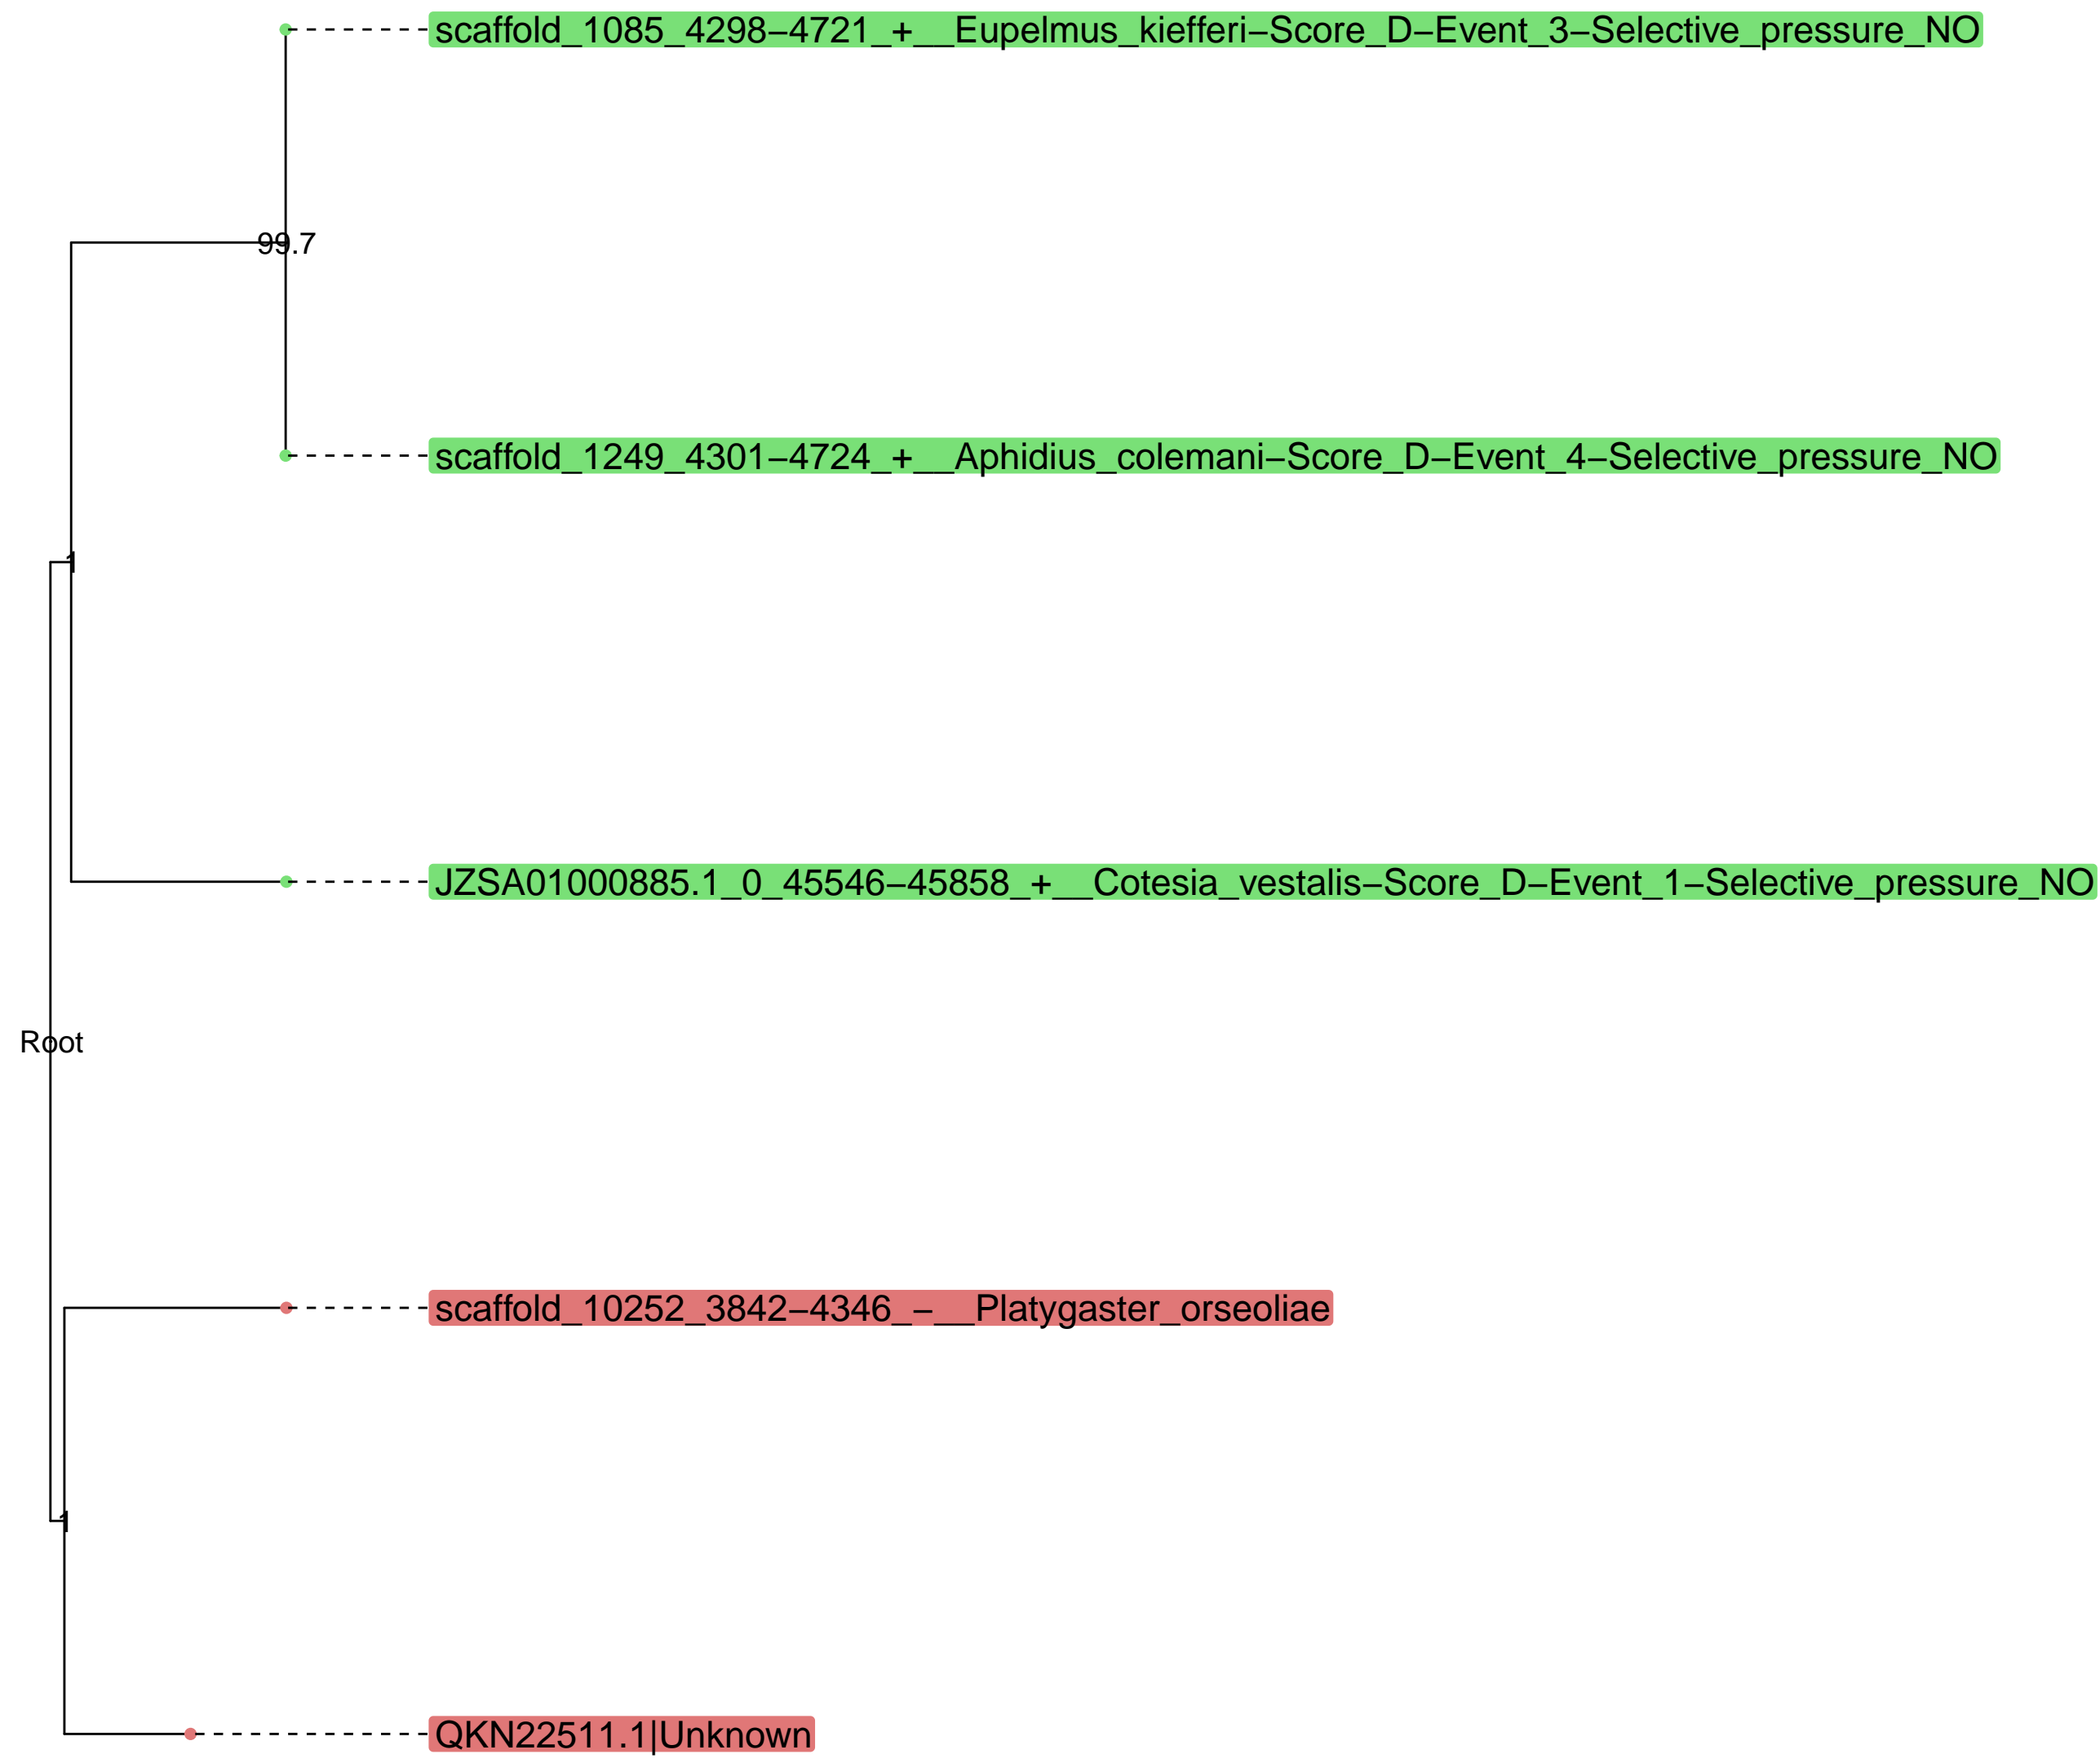 scaffold_1085_4298−4721_+__Eupelmus_kiefferi−Score_D−Event_3−Selective_pressure_NO
99.7
scaffold_1249_4301−4724_+__Aphidius_colemani−Score_D−Event_4−Selective_pressure_NO
1
JZSA01000885.1_0_45546−45858_+__Cotesia_vestalis−Score_D−Event_1−Selective_pressure_NO
Root
scaffold_10252_3842−4346_−__Platygaster_orseoliae
1
QKN22511.1|Unknown